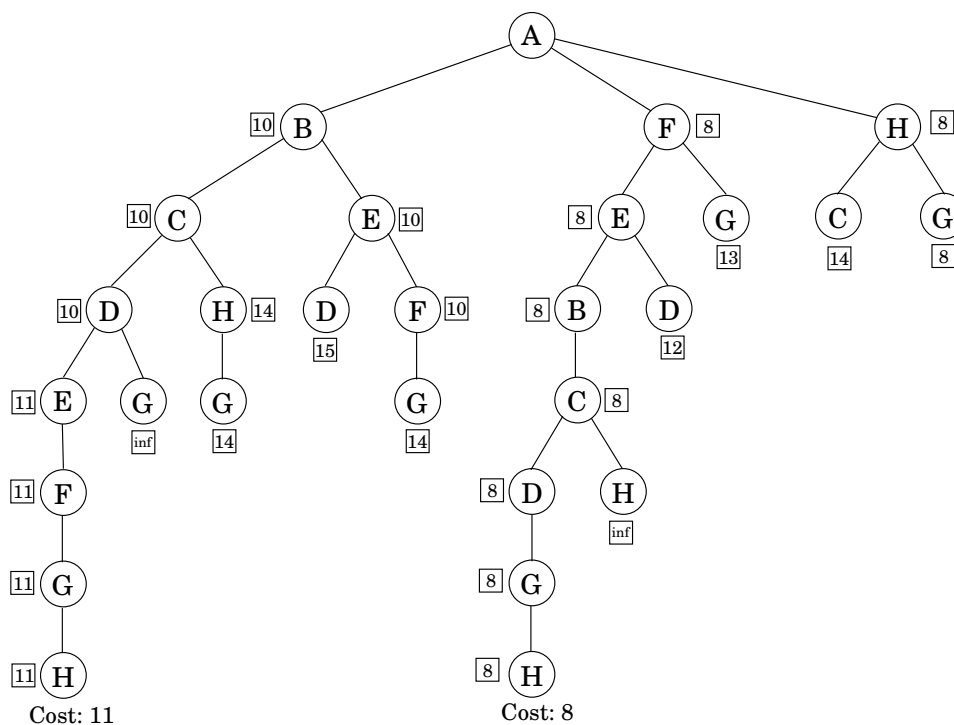 A
10 B F 8 H 8
10 C E 10 8 E G C G
13 14 8
10 D H 14 D F 10 8 B D
15 12
11 E G G G C 8
inf 14 14
11 F 8 D H
inf
11 G 8 G
11 H 8 H
Cost: 11 Cost: 8